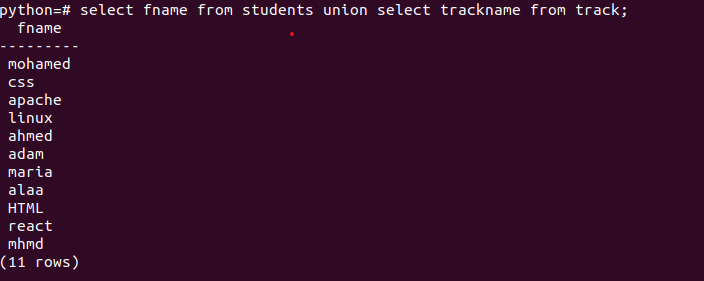 python=# select fname from students union select trackname from track;
fname
---------
mohamed
css
apache
linux
ahmed
adam
maria
alaa
HTML
react
mhmd
(11 rows)